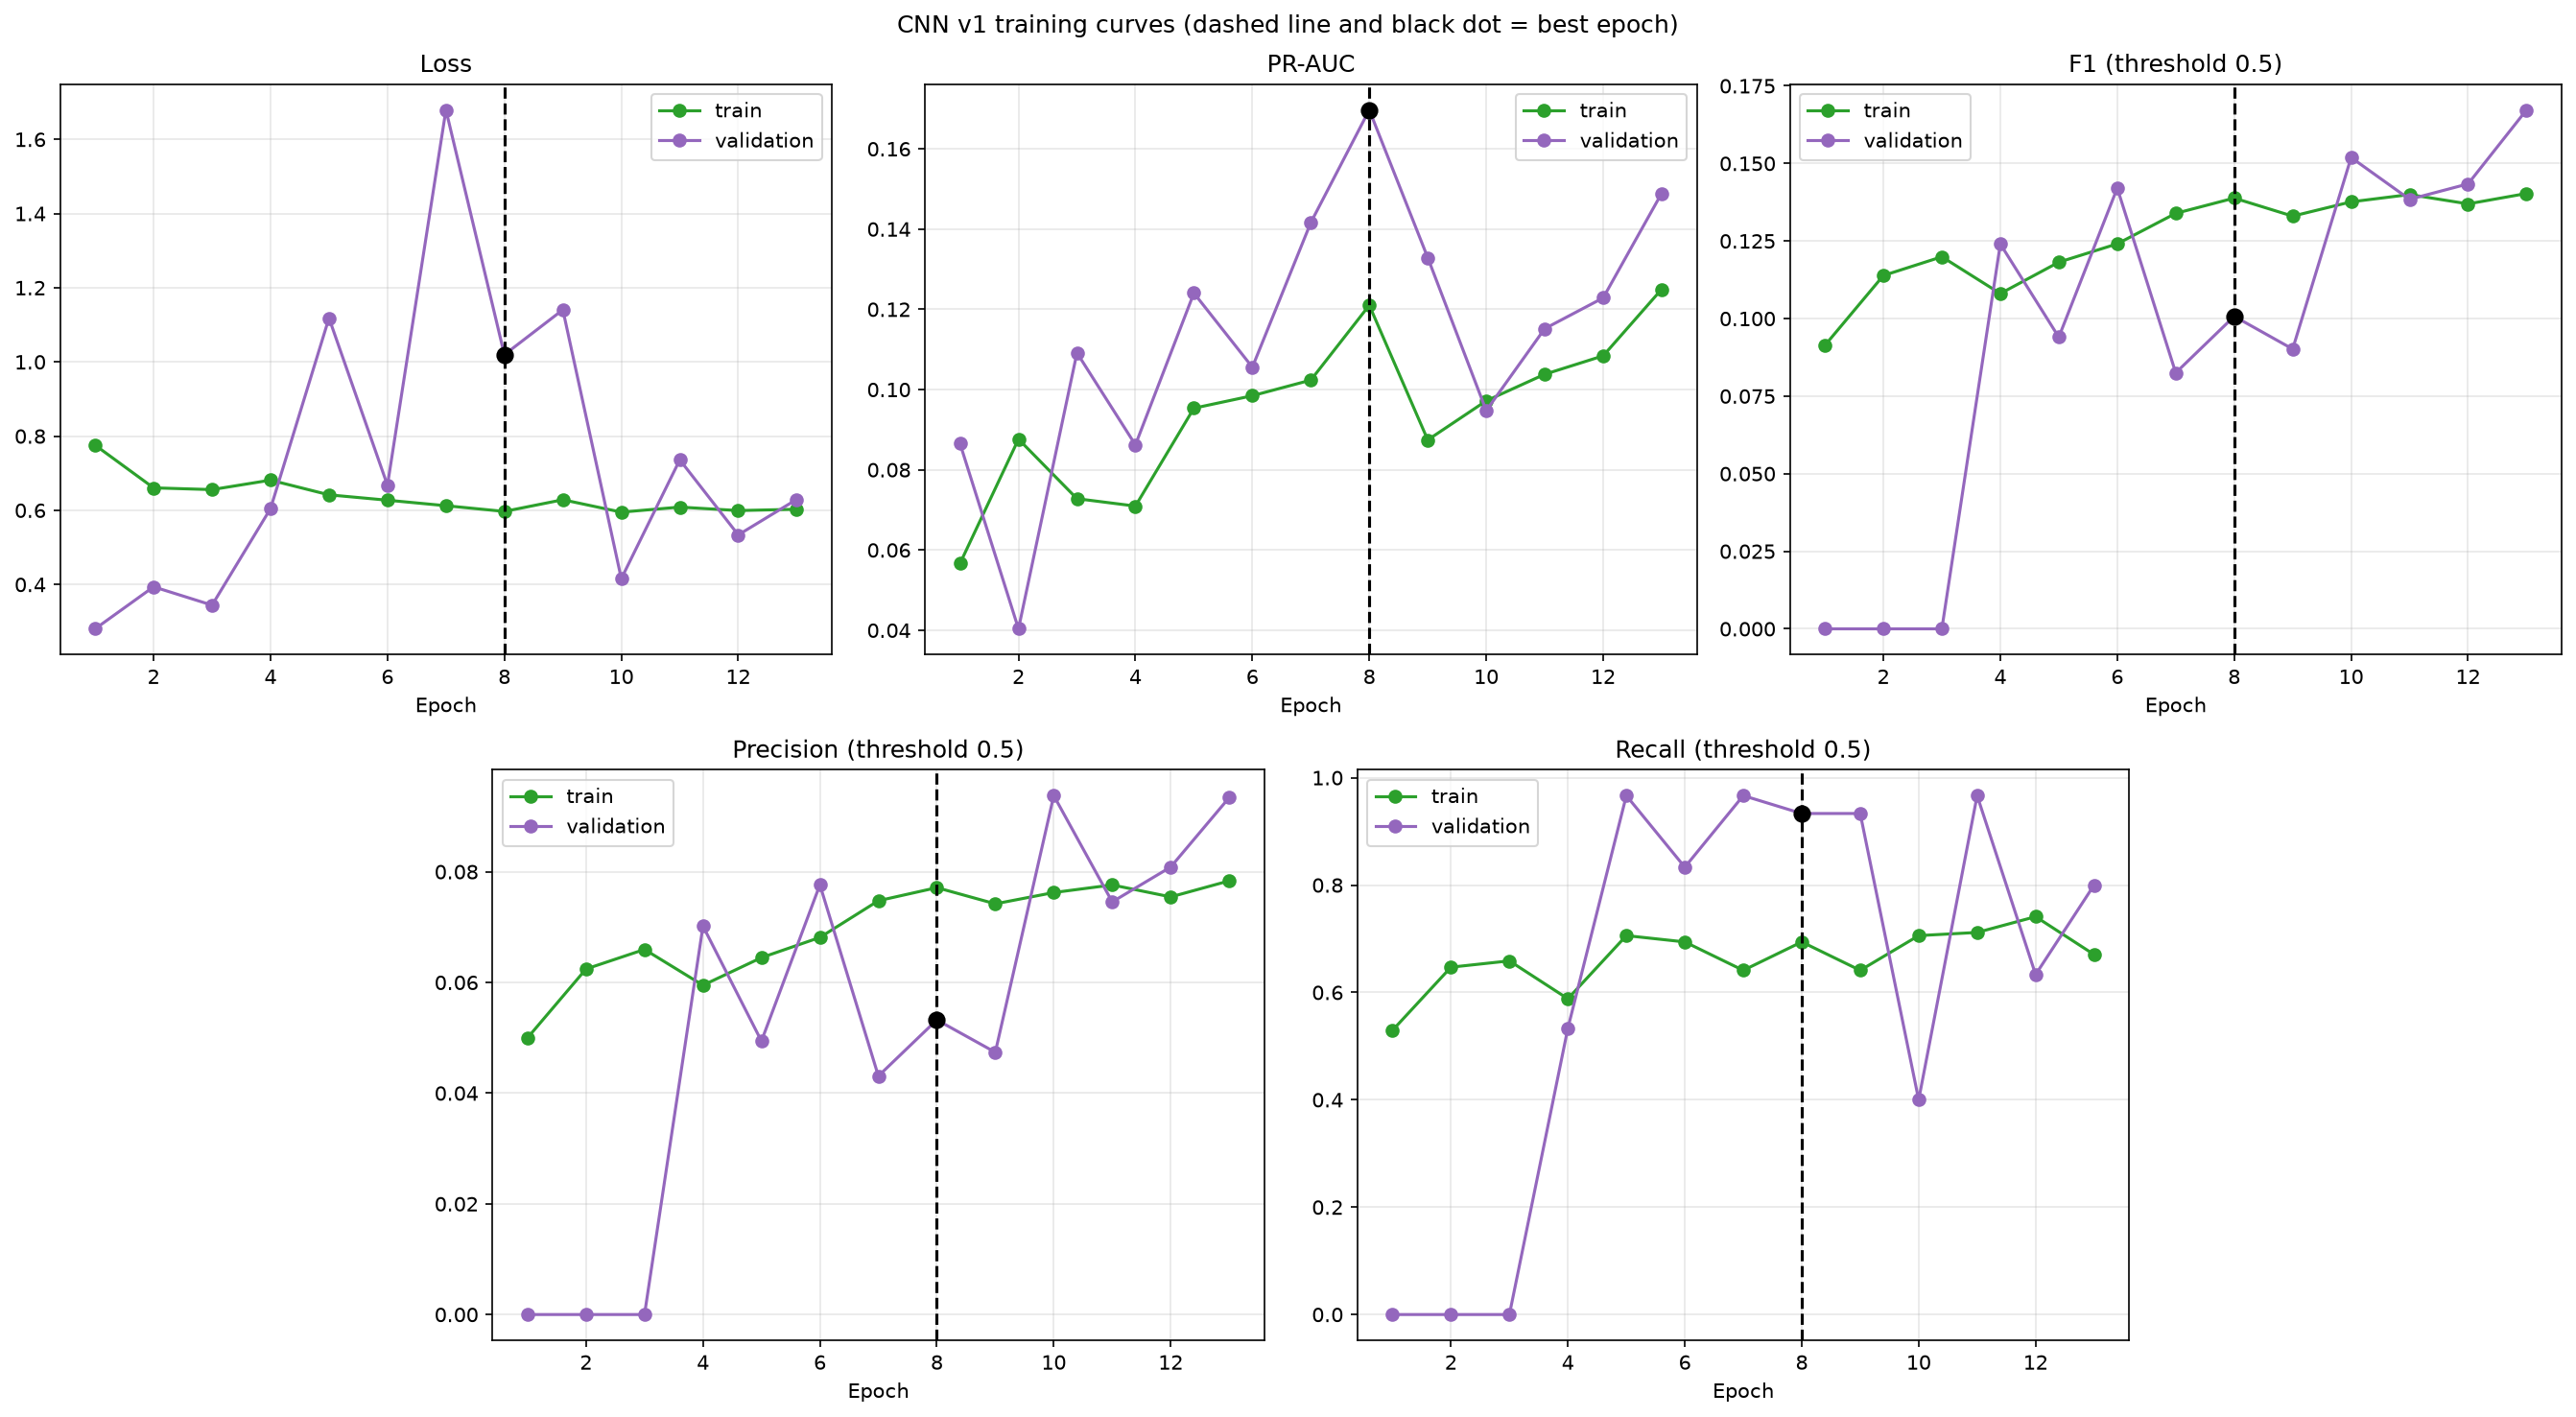 CNN v1 training curves (dashed line and black dot = best epoch)
Loss
train
validation
1.6
1.4
1.2
1.0
0.8
0.6
0.4
2 4 6 8 10 12
Epoch
PR-AUC
train
validation
0.16
0.14
0.12
0.10
0.08
0.06
0.04
2 4 6 8 10 12
Epoch
F1 (threshold 0.5)
train
validation
0.175
0.150
0.125
0.100
0.075
0.050
0.025
0.000
2 4 6 8 10 12
Epoch
Precision (threshold 0.5)
train
validation
0.08
0.06
0.04
0.02
0.00
2 4 6 8 10 12
Epoch
Recall (threshold 0.5)
train
validation
1.0
0.8
0.6
0.4
0.2
0.0
2 4 6 8 10 12
Epoch